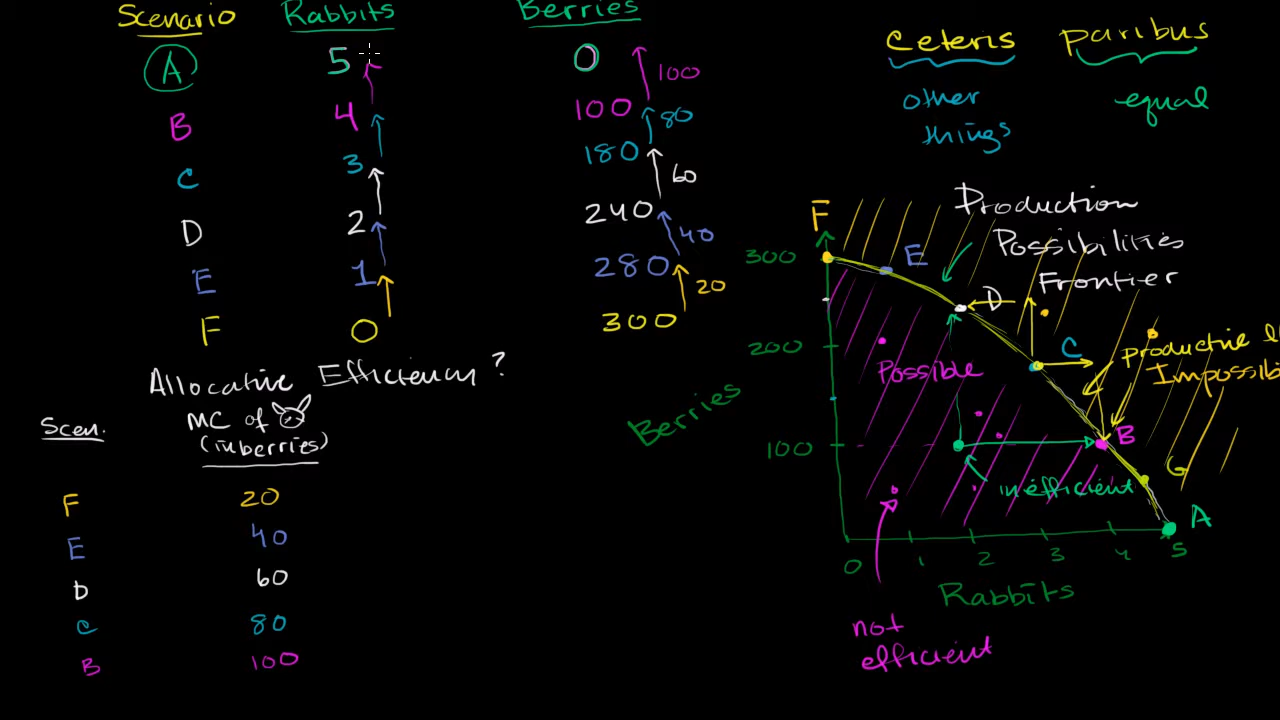 Scenario Rabbits Berries
A 5 0
100
B 4 100
80
C 3 180
60
D 2 240
40
E 1 280
20
F 0 300
Allocative Efficiency?
Scen. MC of
(in berries)
F 20
E 40
D 60
C 80
B 100
Ceteris paribus
other equal
things
Production
Possibilities
Frontier
F
300
E
D
C
200
Possible
productive
Impossib
Berries
100
B
inefficient
G
A
0 1 2 3 4 5
Rabbits
not
efficient